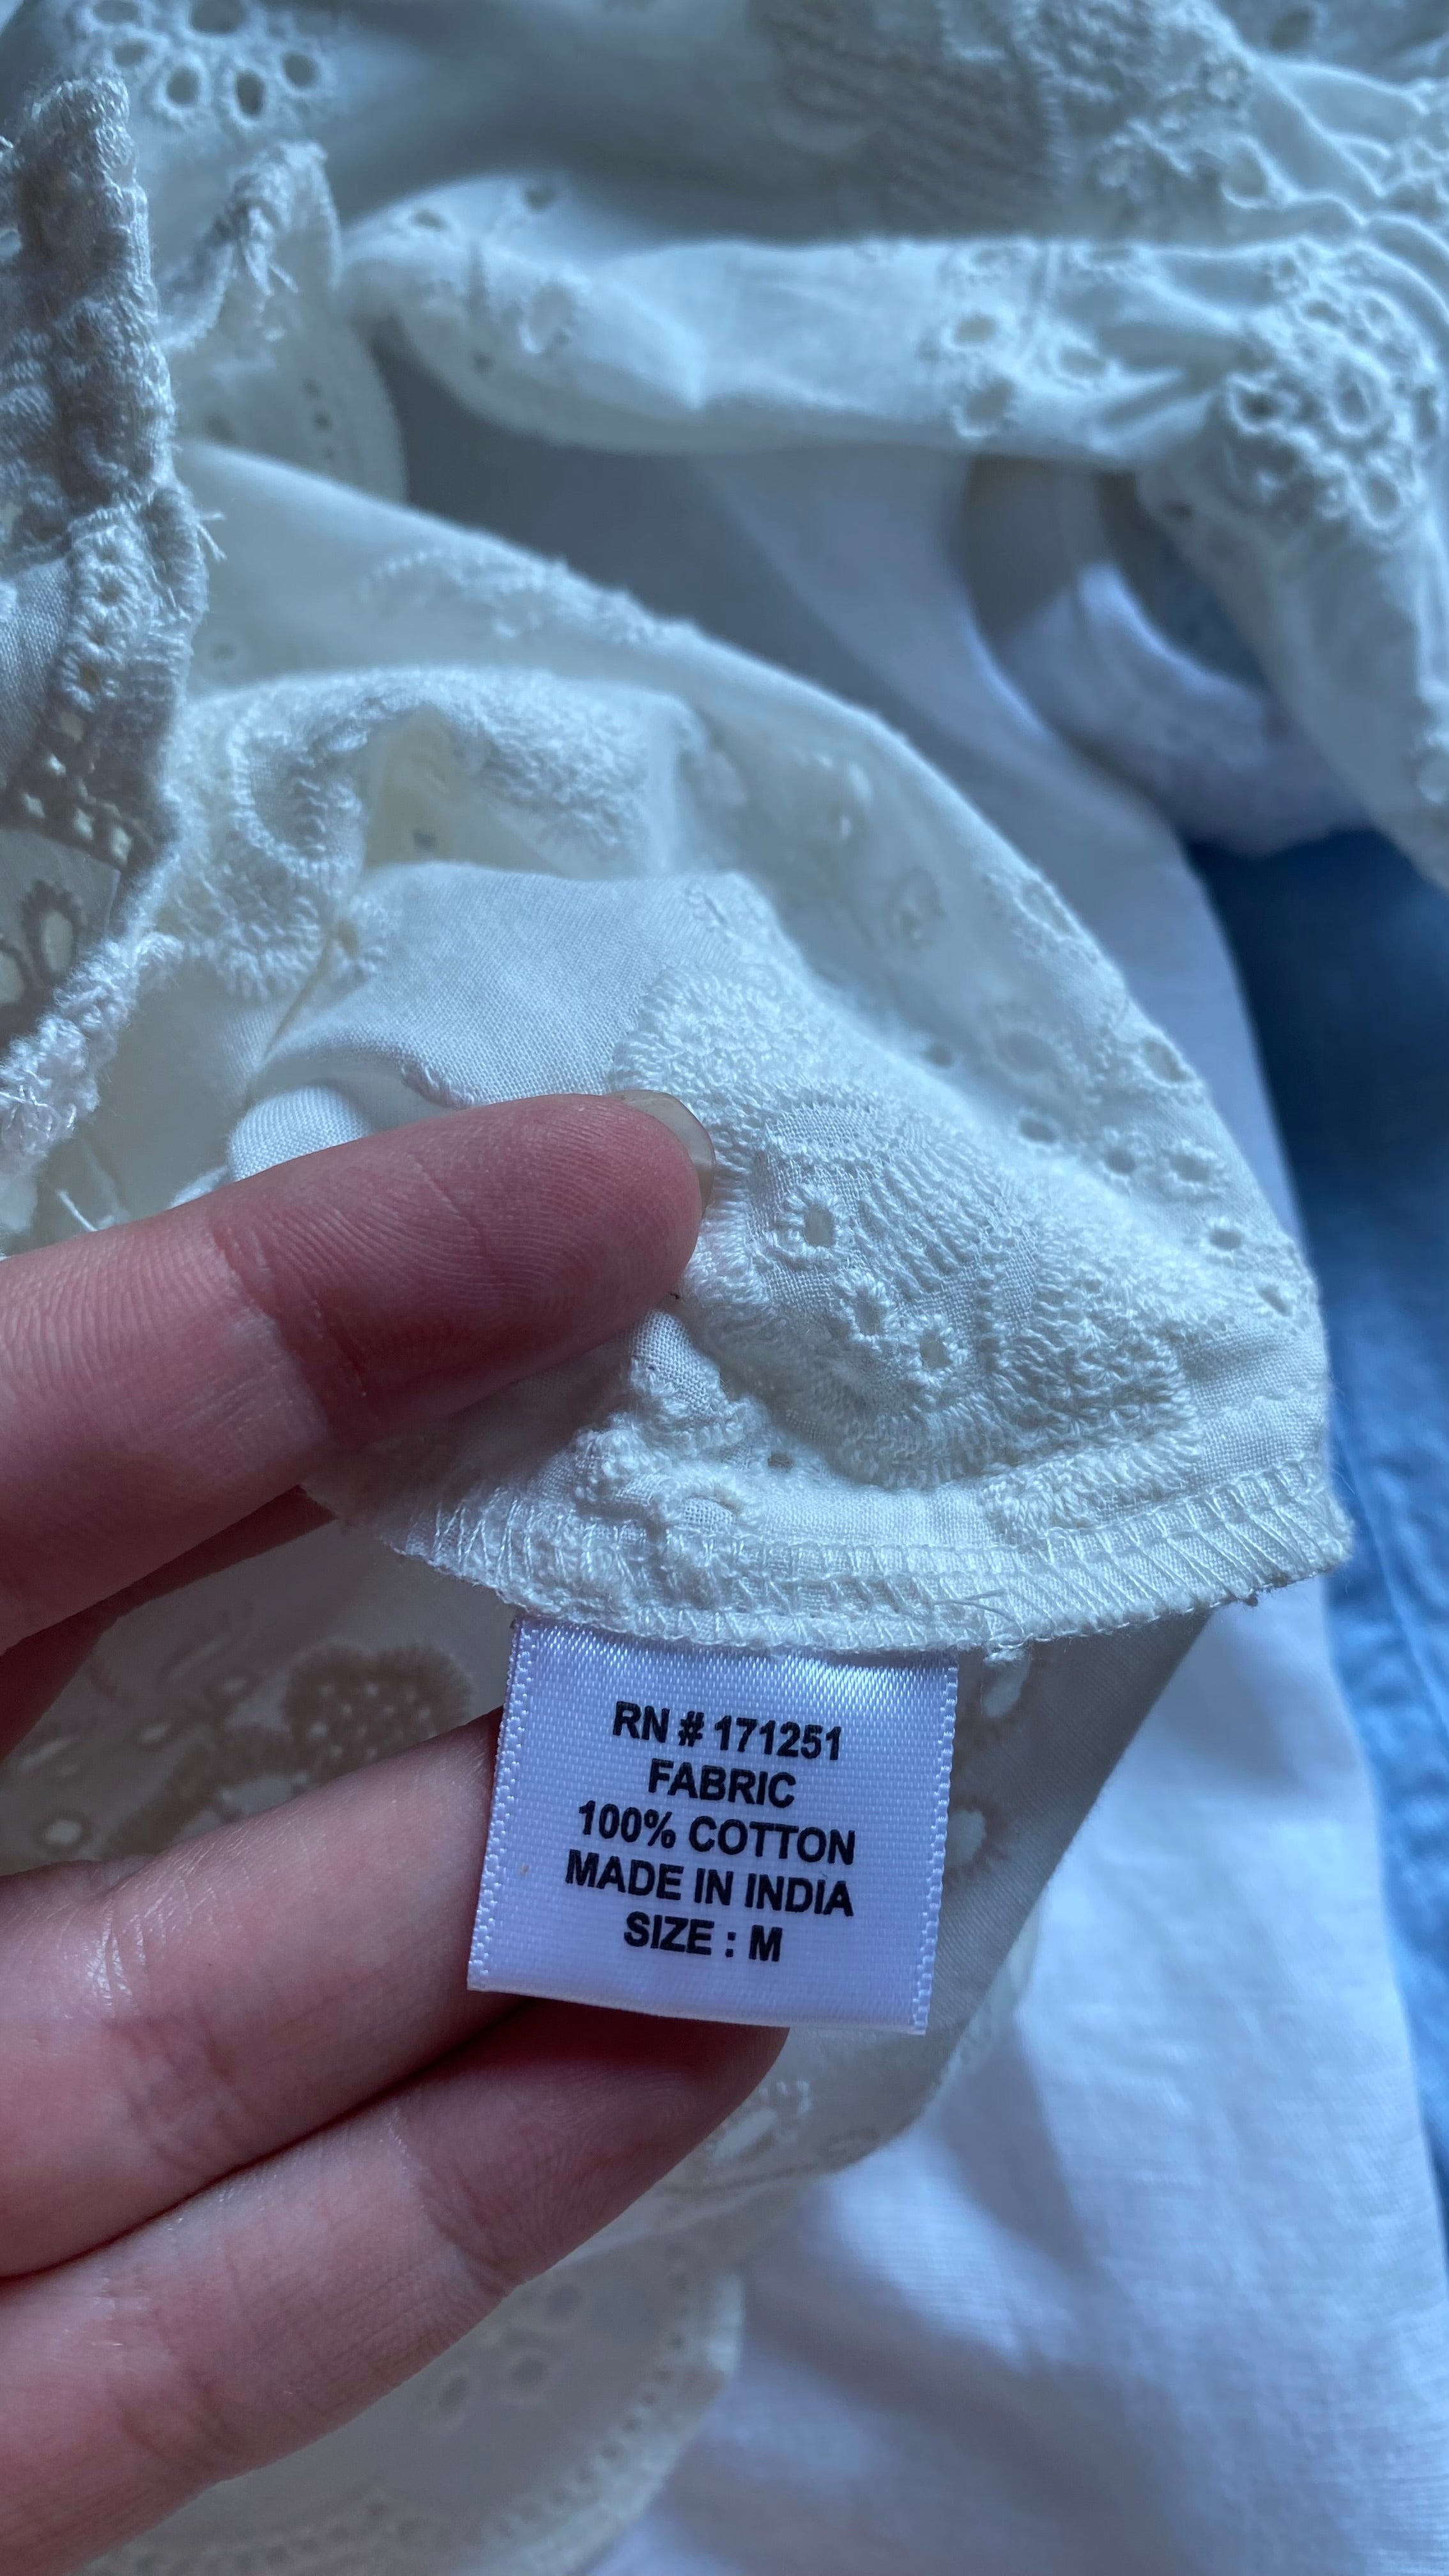 RN # 171251
FABRIC
100% COTTON
MADE IN INDIA
SIZE : M